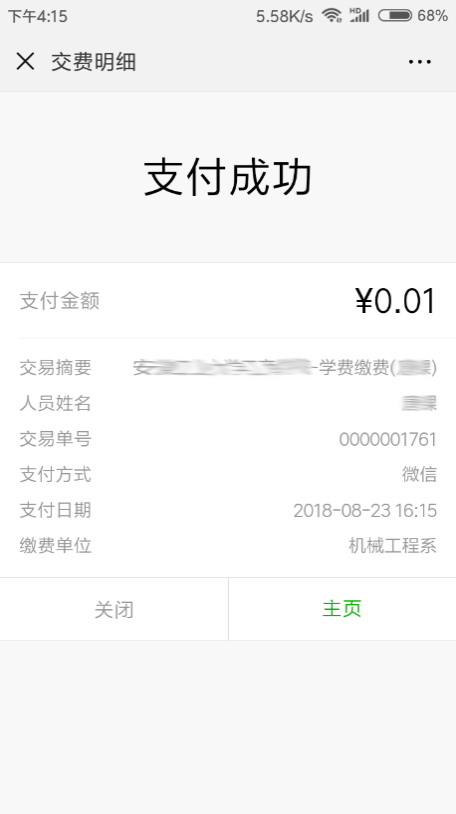 下午4:15 5.58K/s HD 68%
交费明细
支付成功
支付金额 ¥0.01
交易摘要 -学费缴费( )
人员姓名
交易单号 0000001761
支付方式 微信
支付日期 2018-08-23 16:15
缴费单位 机械工程系
关闭 主页